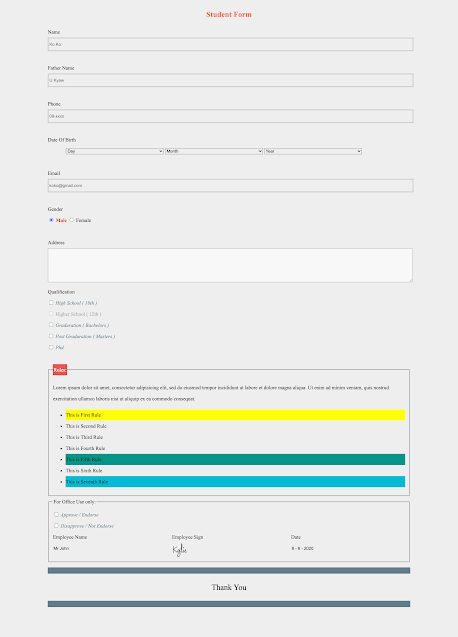 Student Form
Name
Ko Ko
Father Name
U Kyaw
Phone
09-xxxx
Date Of Birth
Day Month Year
Email
koko@gmail.com
Gender
Male Female
Address
Qualification
High School ( 10th )
Higher School ( 12th )
Graduation ( Bachelors )
Post Graduation ( Masters )
Phd
Rules
Lorem ipsum dolor sit amet, consectetur adipisicing elit, sed do eiusmod tempor incididunt ut labore et dolore magna aliqua. Ut enim ad minim veniam, quis nostrud
exercitation ullamco laboris nisi ut aliquip ex ea commodo consequat.
This is First Rule
This is Second Rule
This is Third Rule
This is Fourth Rule
This is Fifth Rule
This is Sixth Rule
This is Seventh Rule
For Office Use only.
Approve / Endorse
Disapprove / Not Endorse
Employee Name Employee Sign Date
Mr John Kylie 8 - 6 - 2020
Thank You